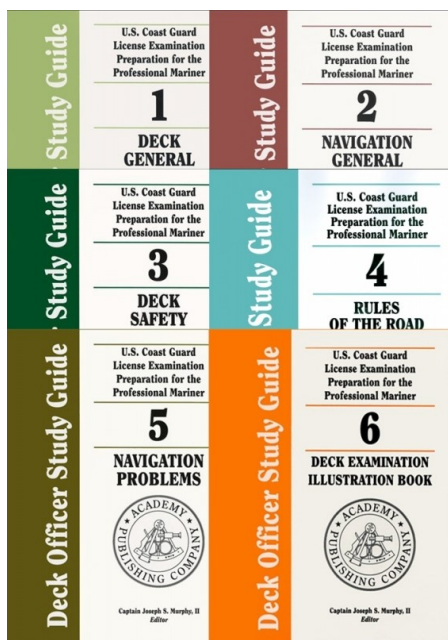 Study Guide
U.S. Coast Guard
License Examination
Preparation for the
Professional Mariner
1
DECK
GENERAL
Study Guide
U.S. Coast Guard
License Examination
Preparation for the
Professional Mariner
2
NAVIGATION
GENERAL
Study Guide
U.S. Coast Guard
License Examination
Preparation for the
Professional Mariner
3
DECK
SAFETY
Study Guide
U.S. Coast Guard
License Examination
Preparation for the
Professional Mariner
4
RULES
OF THE ROAD
Deck Officer Study Guide
U.S. Coast Guard
License Examination
Preparation for the
Professional Mariner
5
NAVIGATION
PROBLEMS
ACADEMY
PUBLISHING COMPANY
Captain Joseph S. Murphy, II
Editor
Deck Officer Study Guide
U.S. Coast Guard
License Examination
Preparation for the
Professional Mariner
6
DECK EXAMINATION
ILLUSTRATION BOOK
ACADEMY
PUBLISHING COMPANY
Captain Joseph S. Murphy, II
Editor